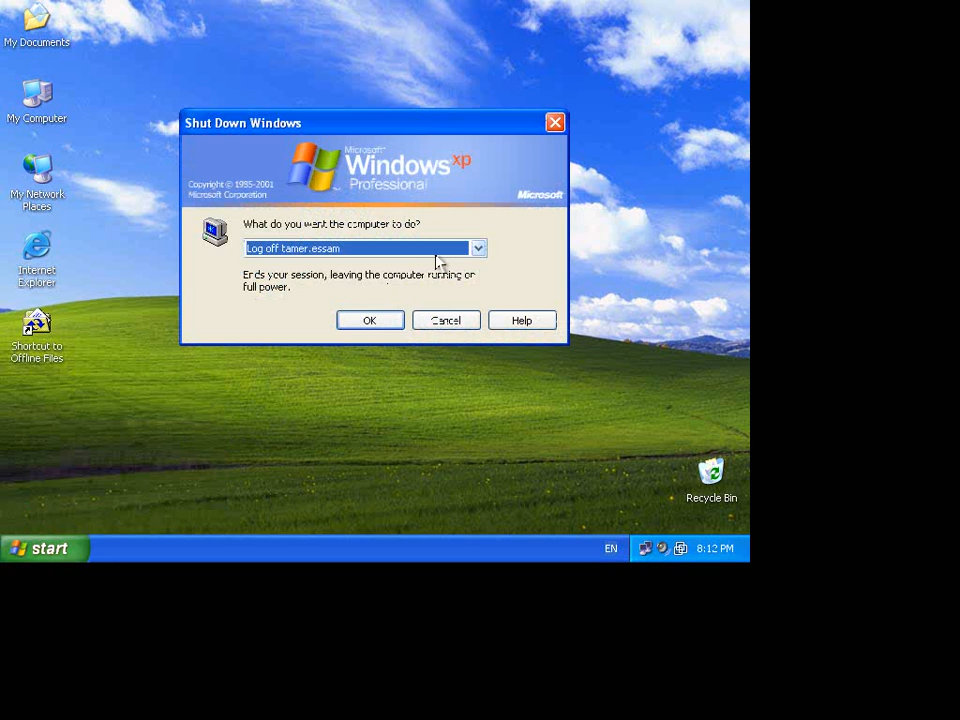 My Documents
My Computer
My Network
Places
Internet
Explorer
Shortcut to
Offline Files
Shut Down Windows
Microsoft
Windows xp
Professional
Copyright © 1985-2001
Microsoft Corporation
Microsoft
What do you want the computer to do?
Log off tamer.essam
Ends your session, leaving the computer running on
full power.
OK
Cancel
Help
Recycle Bin
start
EN
8:12 PM